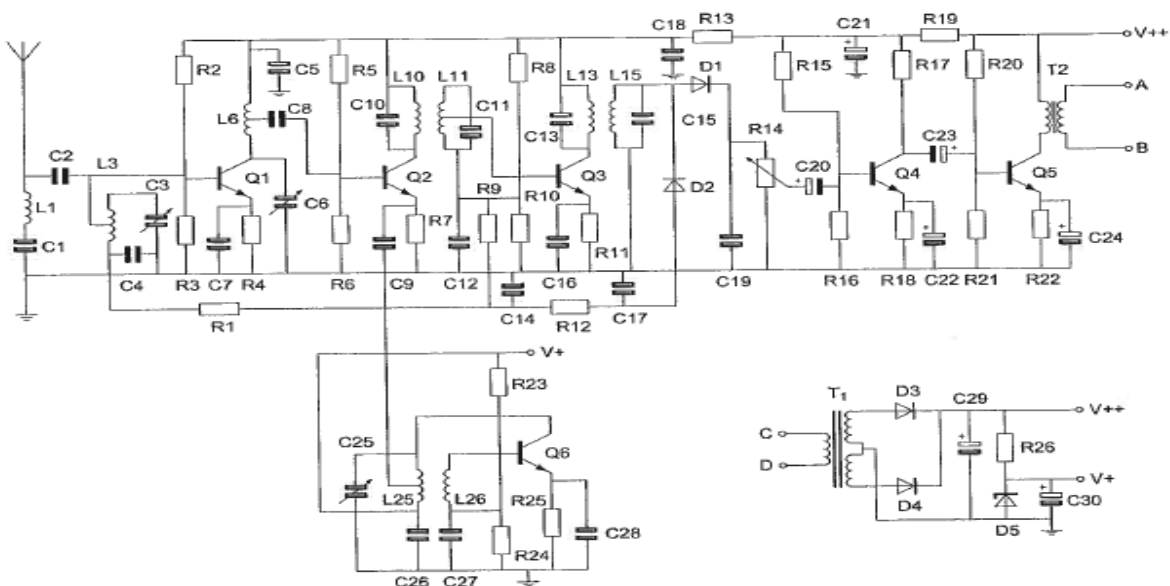 C18 R13 C21 R19 V++
R2 C5 R5 L10 L11 R8 L13 L15 D1 R15 R17 R20 T2
C8 C10 C11 C13 C15 A
L6 R14 C23 B
C2 L3 C20
C3 Q1 Q2 Q3 D2 Q4 Q5
L1 C6 R9 R10
R7 R11 C24
C1
C4 R3 C7 R4 R6 C9 C12 C16 C19 R16 R18 C22 R21 R22
R1 C14 R12 C17
V+
R23
T1 D3 C29 V++
C25 Q6 C R26
D
L25 L26 R25 V+
D4 C30
R24 C28 D5
C26 C27